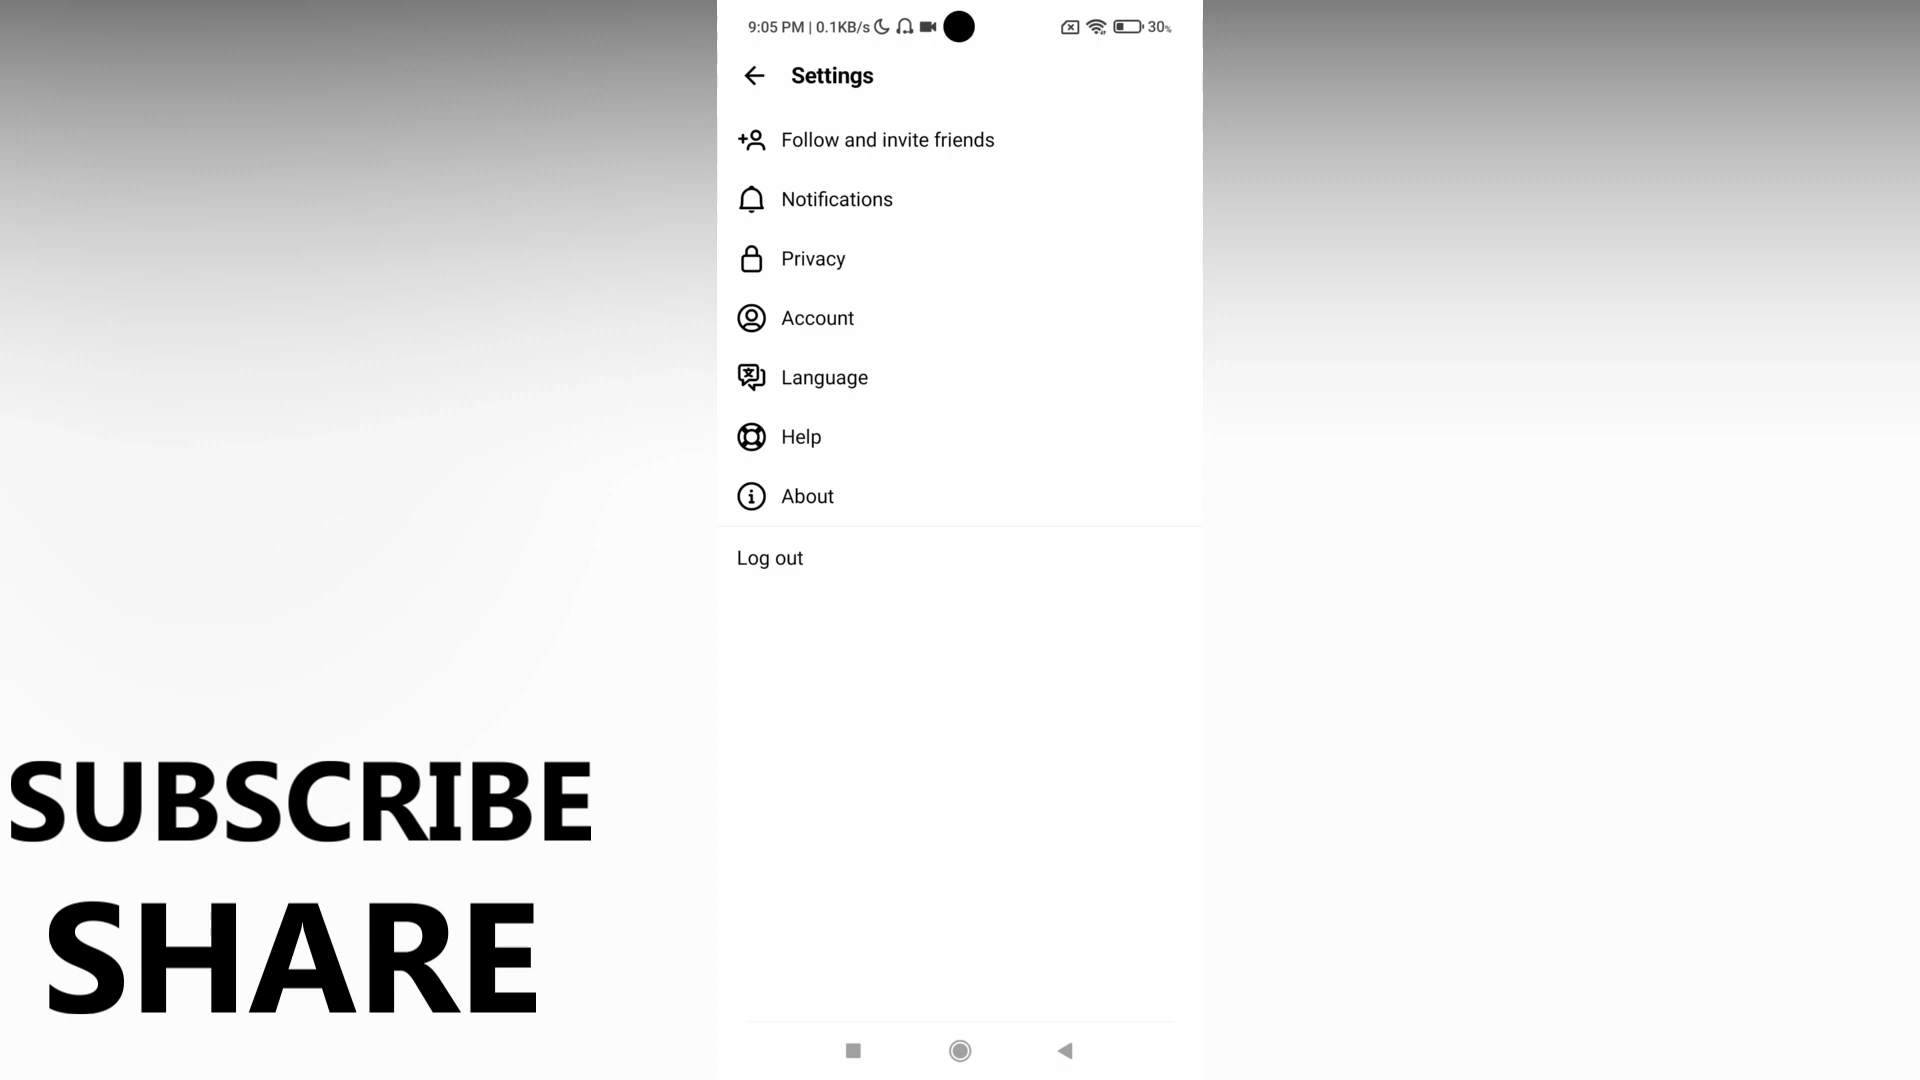 9:05 PM | 0.1KB/s 30%
Settings
Follow and invite friends
Notifications
Privacy
Account
Language
Help
About
Log out
SUBSCRIBE
SHARE